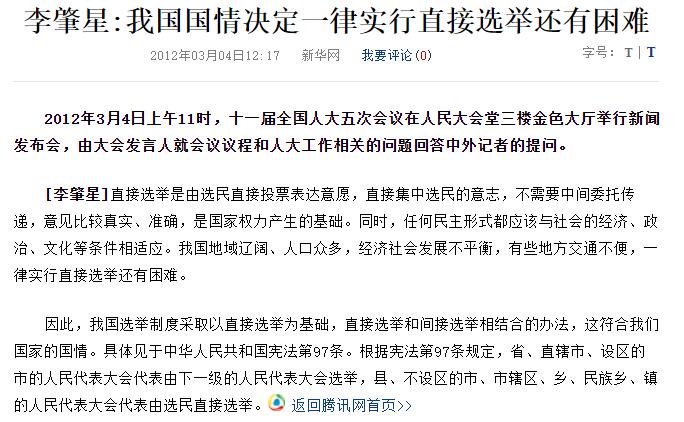 李肇星:我国国情决定一律实行直接选举还有困难
2012年03月04日12:17 新华网 我要评论(0) 字号: T|T
2012年3月4日上午11时，十一届全国人大五次会议在人民大会堂三楼金色大厅举行新闻
发布会，由大会发言人就会议议程和人大工作相关的问题回答中外记者的提问。
[李肇星]直接选举是由选民直接投票表达意愿，直接集中选民的意志，不需要中间委托传
递，意见比较真实、准确，是国家权力产生的基础。同时，任何民主形式都应该与社会的经济、政
治、文化等条件相适应。我国地域辽阔、人口众多，经济社会发展不平衡，有些地方交通不便，一
律实行直接选举还有困难。
因此，我国选举制度采取以直接选举为基础，直接选举和间接选举相结合的办法，这符合我们
国家的国情。具体见于中华人民共和国宪法第97条。根据宪法第97条规定，省、直辖市、设区的
市的人民代表大会代表由下一级的人民代表大会选举，县、不设区的市、市辖区、乡、民族乡、镇
的人民代表大会代表由选民直接选举。 返回腾讯网首页>>